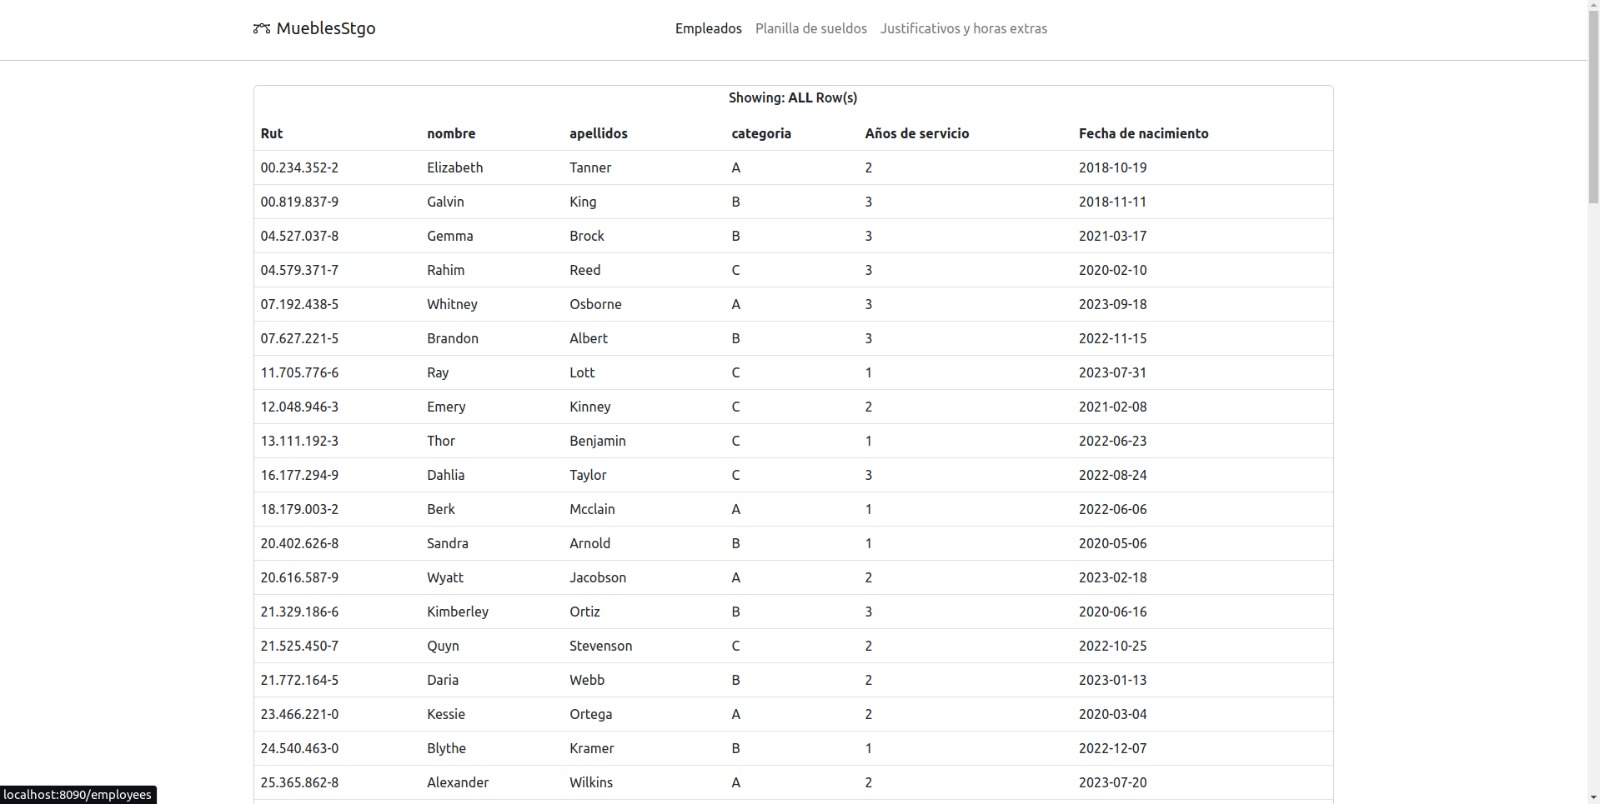 MueblesStgo Empleados Planilla de sueldos Justificativos y horas extras
Showing: ALL Row(s)
Rut nombre apellidos categoria Años de servicio Fecha de nacimiento
00.234.352-2 Elizabeth Tanner A 2 2018-10-19
00.819.837-9 Galvin King B 3 2018-11-11
04.527.037-8 Gemma Brock B 3 2021-03-17
04.579.371-7 Rahim Reed C 3 2020-02-10
07.192.438-5 Whitney Osborne A 3 2023-09-18
07.627.221-5 Brandon Albert B 3 2022-11-15
11.705.776-6 Ray Lott C 1 2023-07-31
12.048.946-3 Emery Kinney C 2 2021-02-08
13.111.192-3 Thor Benjamin C 1 2022-06-23
16.177.294-9 Dahlia Taylor C 3 2022-08-24
18.179.003-2 Berk Mcclain A 1 2022-06-06
20.402.626-8 Sandra Arnold B 1 2020-05-06
20.616.587-9 Wyatt Jacobson A 2 2023-02-18
21.329.186-6 Kimberley Ortiz B 3 2020-06-16
21.525.450-7 Quyn Stevenson C 2 2022-10-25
21.772.164-5 Daria Webb B 2 2023-01-13
23.466.221-0 Kessie Ortega A 2 2020-03-04
24.540.463-0 Blythe Kramer B 1 2022-12-07
25.365.862-8 Alexander Wilkins A 2 2023-07-20
localhost:8090/employees